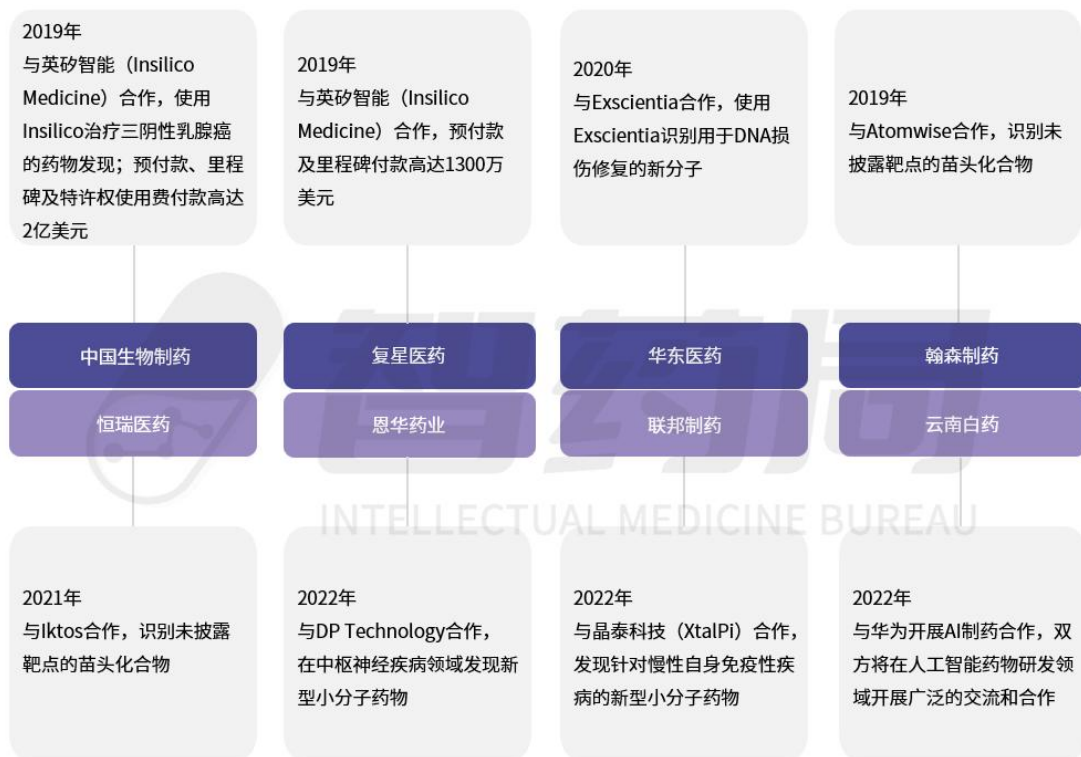 2019年
与英矽智能（Insilico
Medicine）合作，使用
Insilico治疗三阴性乳腺癌
的药物发现；预付款、里程
碑及特许权使用费付款高达
2亿美元
2019年
与英矽智能（Insilico
Medicine）合作，预付款
及里程碑付款高达1300万
美元
2020年
与Exscientia合作，使用
Exscientia识别用于DNA损
伤修复的新分子
2019年
与Atomwise合作，识别未
披露靶点的苗头化合物
中国生物制药
复星医药
华东医药
翰森制药
恒瑞医药
恩华药业
联邦制药
云南白药
智药局
INTELLECTUAL MEDICINE BUREAU
2021年
与Iktos合作，识别未披露
靶点的苗头化合物
2022年
与DP Technology合作，
在中枢神经疾病领域发现新
型小分子药物
2022年
与晶泰科技（XtalPi）合作，
发现针对慢性自身免疫性疾
病的新型小分子药物
2022年
与华为开展AI制药合作，双
方将在人工智能药物研发领
域开展广泛的交流和合作